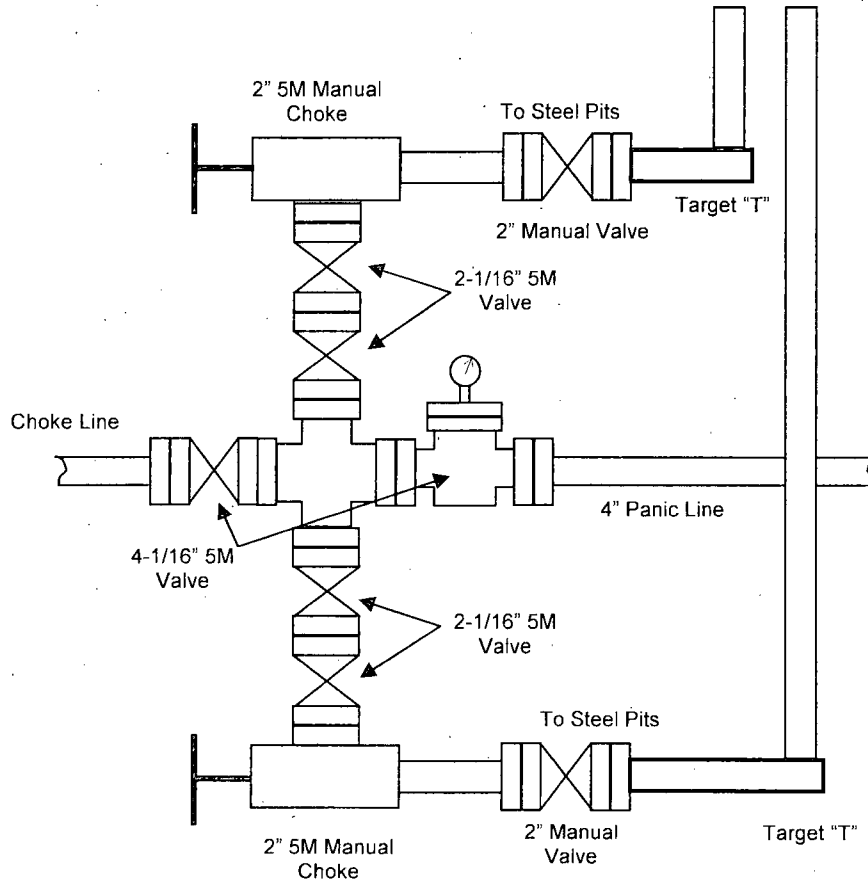 2" 5M Manual
Choke
To Steel Pits
Target "T"
2" Manual Valve
2-1/16" 5M
Valve
Choke Line
4" Panic Line
4-1/16" 5M
Valve
2-1/16" 5M
Valve
To Steel Pits
2" Manual
Valve
Target "T"
2" 5M Manual
Choke